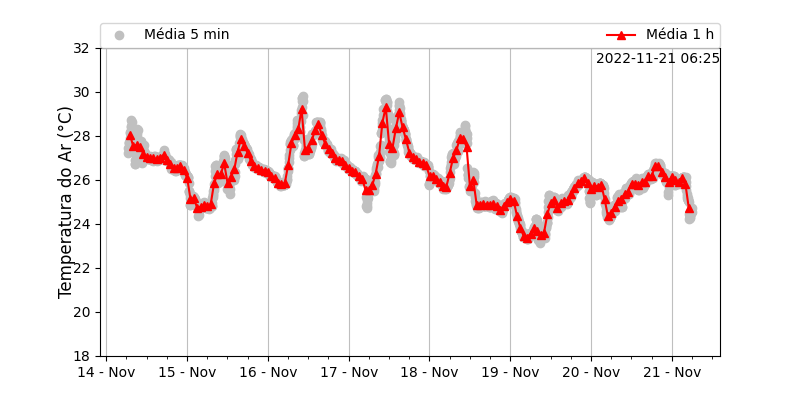 Média 5 min
Média 1 h
2022-11-21 06:25
Temperatura do Ar (°C)
32
30
28
26
24
22
20
18
14 - Nov
15 - Nov
16 - Nov
17 - Nov
18 - Nov
19 - Nov
20 - Nov
21 - Nov